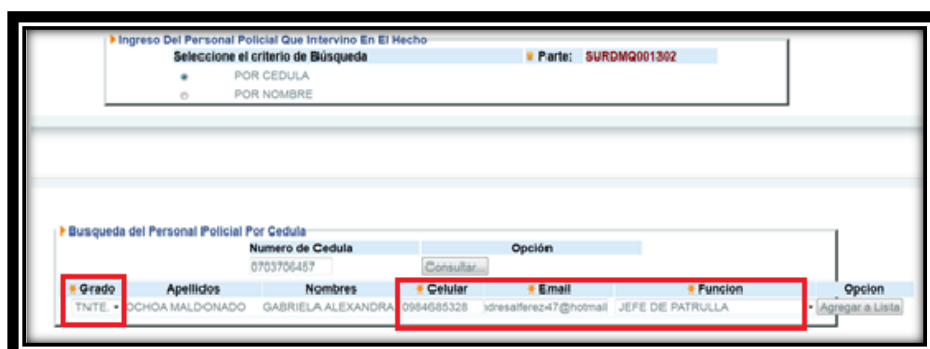 Ingreso Del Personal Policial Que Intervino En El Hecho
Seleccione el criterio de Búsqueda Parte: SURDMQ001302
POR CEDULA
POR NOMBRE
Busqueda del Personal Policial Por Cedula
Numero de Cedula Opción
0703706457 Consultar...
Grado Apellidos Nombres Celular Email Funcion Opcion
TNTE. OCHOA MALDONADO GABRIELA ALEXANDRA 0984685328 idresalferez47@hotmail JEFE DE PATRULLA Agregar a Lista